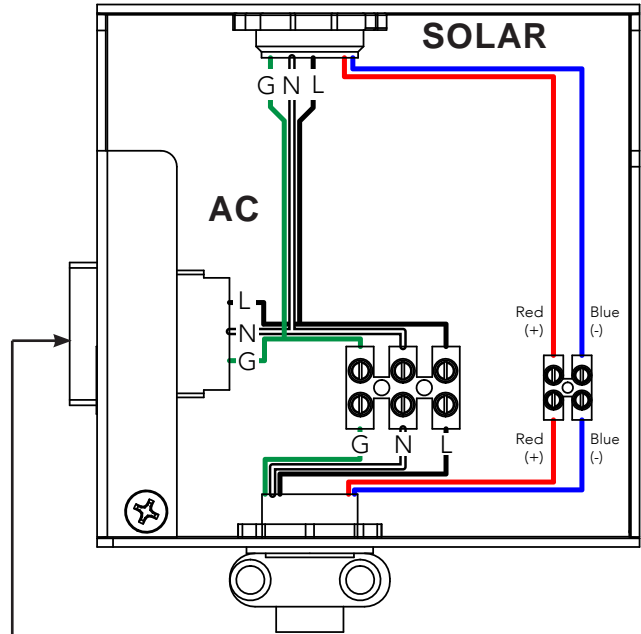 SOLAR
G N L
AC
L
N
G
Red
(+)
Blue
(-)
G N L
Red
(+)
Blue
(-)